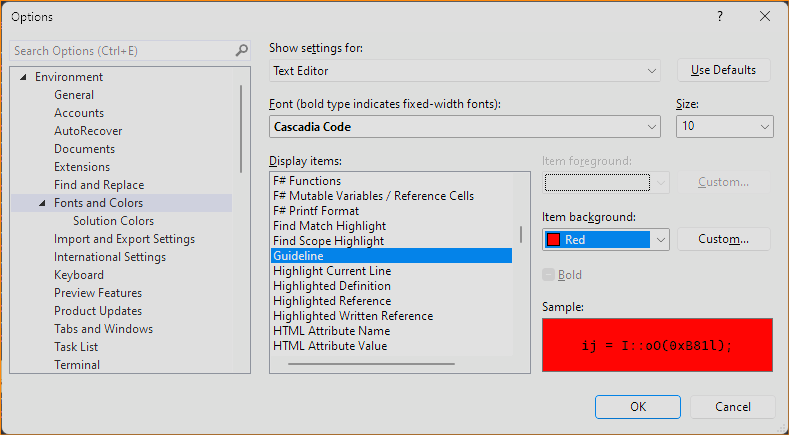 Options
?
Search Options (Ctrl+E)
Environment
General
Accounts
AutoRecover
Documents
Extensions
Find and Replace
Fonts and Colors
Solution Colors
Import and Export Settings
International Settings
Keyboard
Preview Features
Product Updates
Tabs and Windows
Task List
Terminal
Show settings for:
Text Editor
Use Defaults
Font (bold type indicates fixed-width fonts):
Size:
Cascadia Code
10
Display items:
F# Functions
F# Mutable Variables / Reference Cells
F# Printf Format
Find Match Highlight
Find Scope Highlight
Guideline
Highlight Current Line
Highlighted Definition
Highlighted Reference
Highlighted Written Reference
HTML Attribute Name
HTML Attribute Value
Item foreground:
Custom...
Item background:
Red
Custom...
Bold
Sample:
ij = I::oO(0xB81l);
OK
Cancel